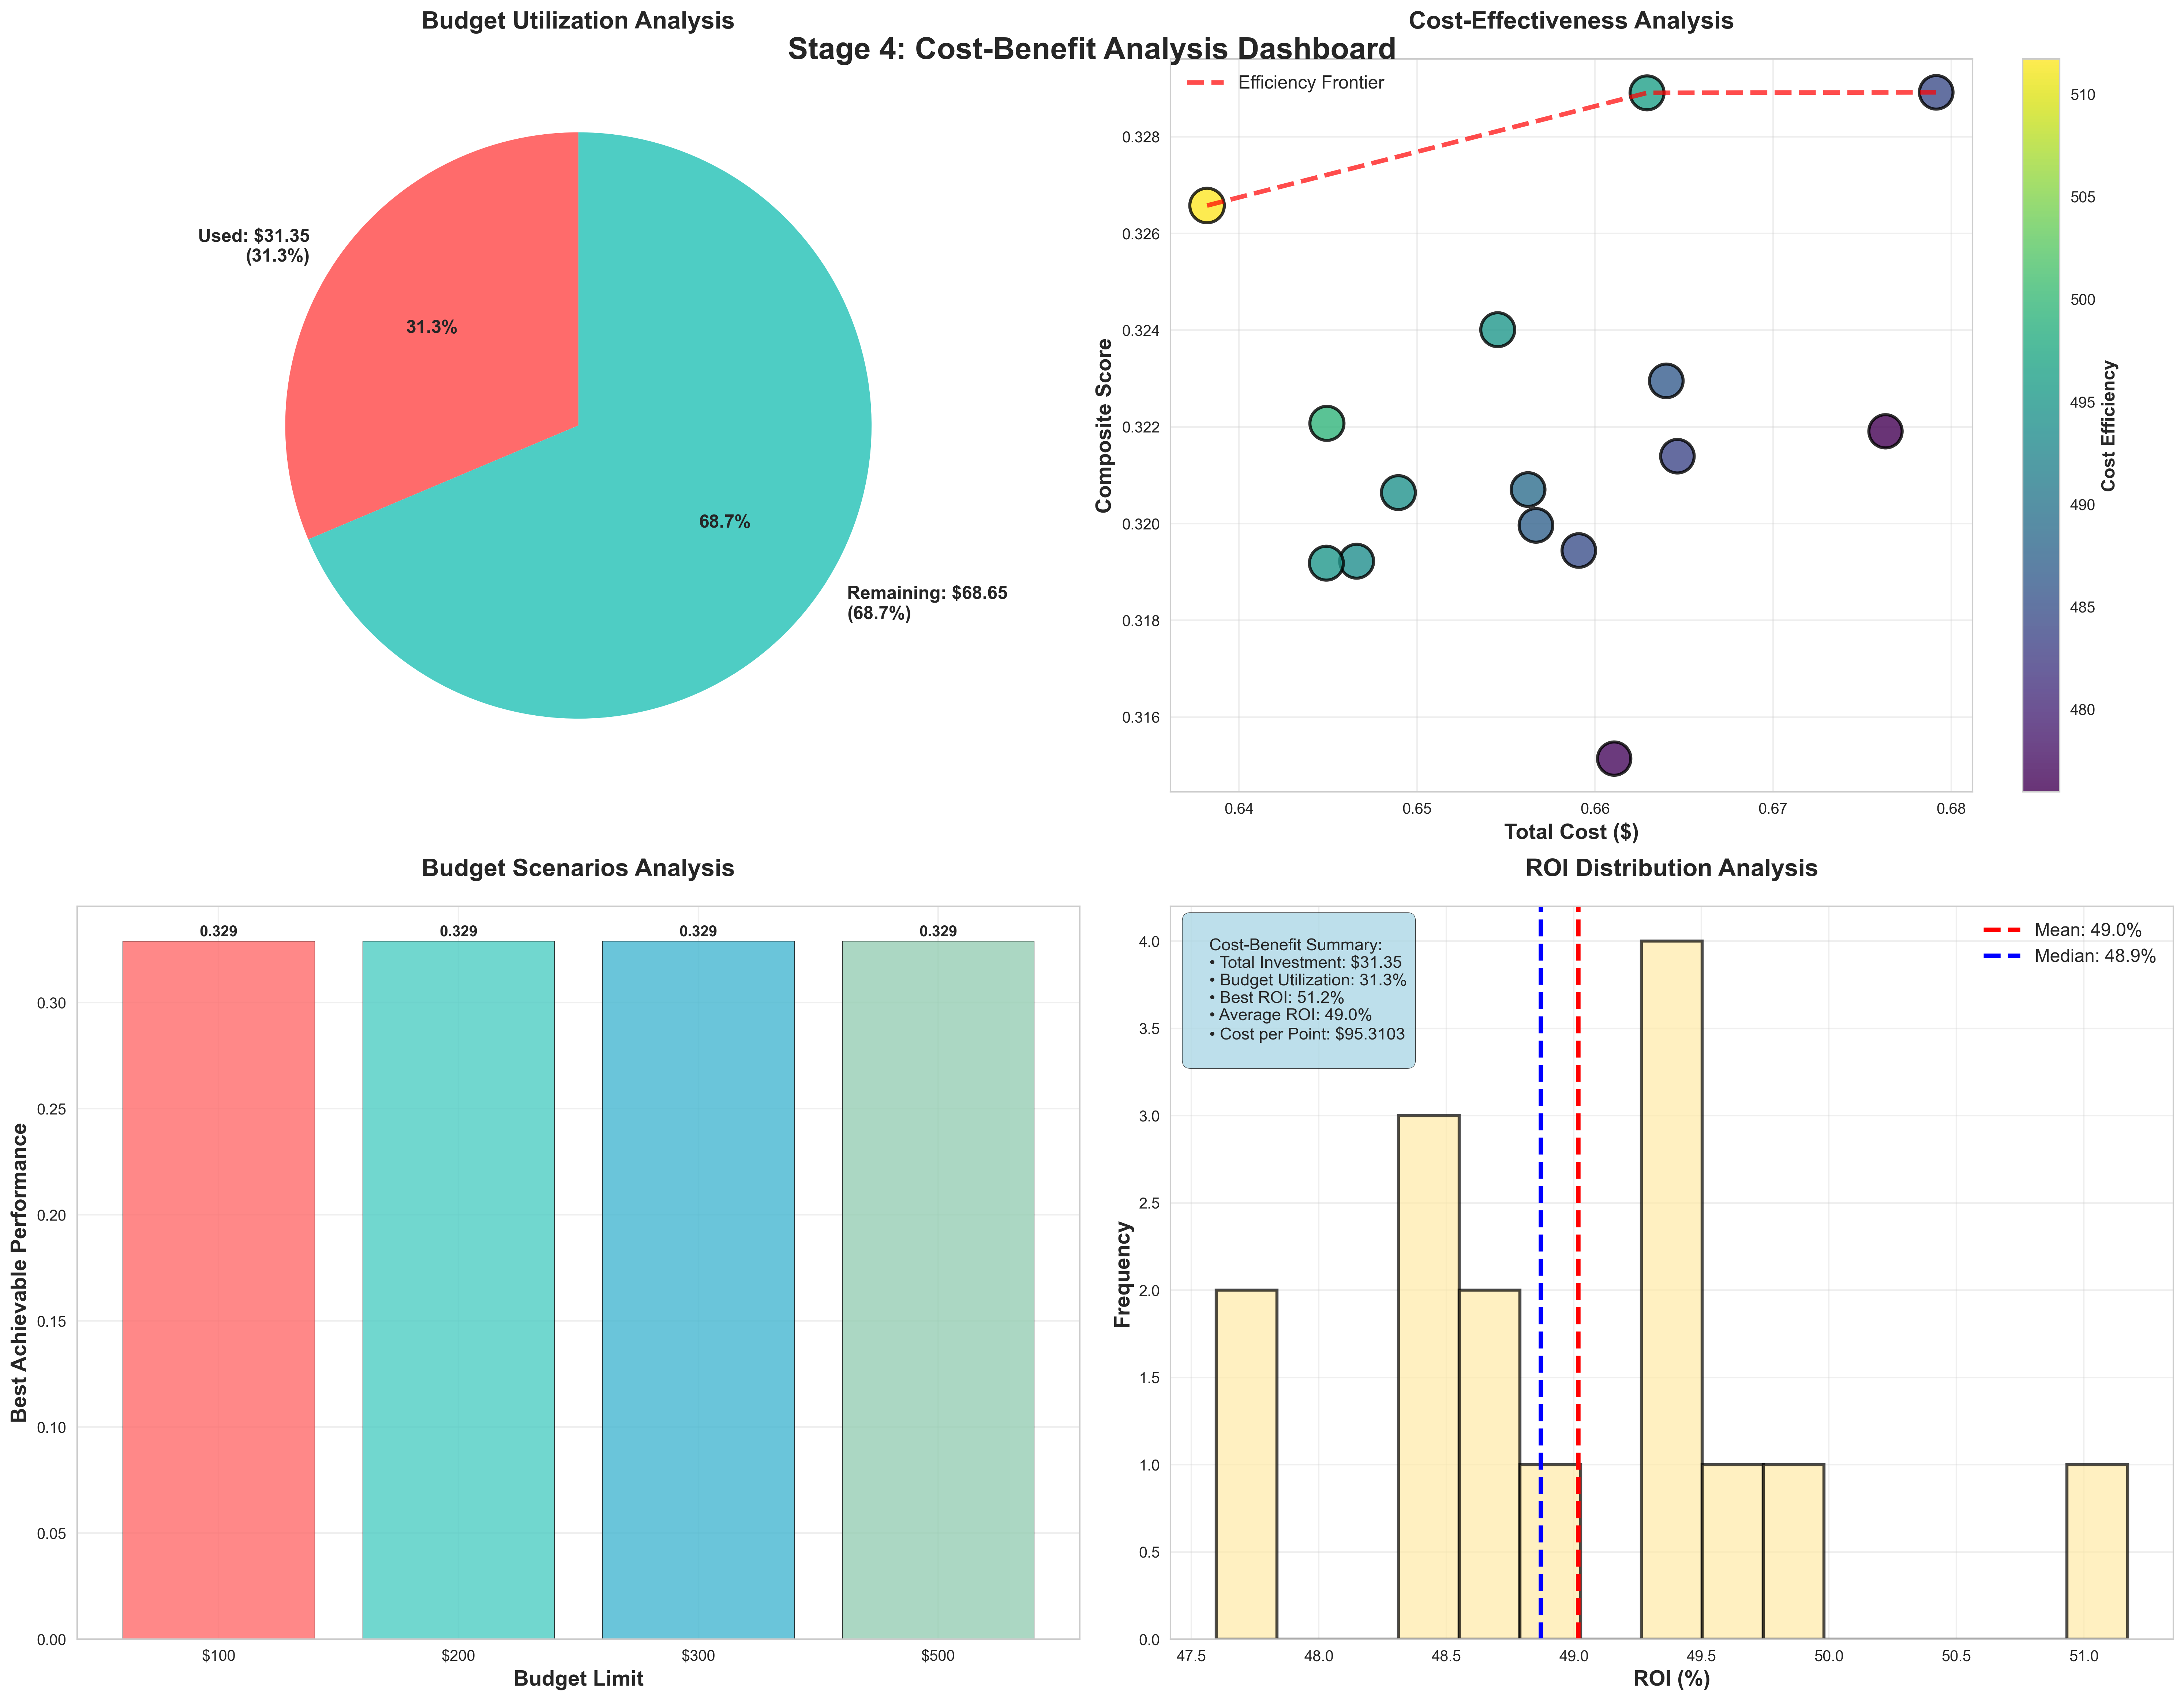 Stage 4: Cost-Benefit Analysis Dashboard
Budget Utilization Analysis
Used: $31.35
(31.3%)
31.3%
68.7%
Remaining: $68.65
(68.7%)
Cost-Effectiveness Analysis
Efficiency Frontier
Composite Score
0.328
0.326
0.324
0.322
0.320
0.318
0.316
0.64
0.65
0.66
0.67
0.68
Total Cost ($)
510
505
500
495
490
485
480
Cost Efficiency
Budget Scenarios Analysis
0.329
0.329
0.329
0.329
Best Achievable Performance
0.30
0.25
0.20
0.15
0.10
0.05
0.00
$100
$200
$300
$500
Budget Limit
ROI Distribution Analysis
Cost-Benefit Summary:
• Total Investment: $31.35
• Budget Utilization: 31.3%
• Best ROI: 51.2%
• Average ROI: 49.0%
• Cost per Point: $95.3103
Mean: 49.0%
Median: 48.9%
Frequency
4.0
3.5
3.0
2.5
2.0
1.5
1.0
0.5
0.0
47.5
48.0
48.5
49.0
49.5
50.0
50.5
51.0
ROI (%)